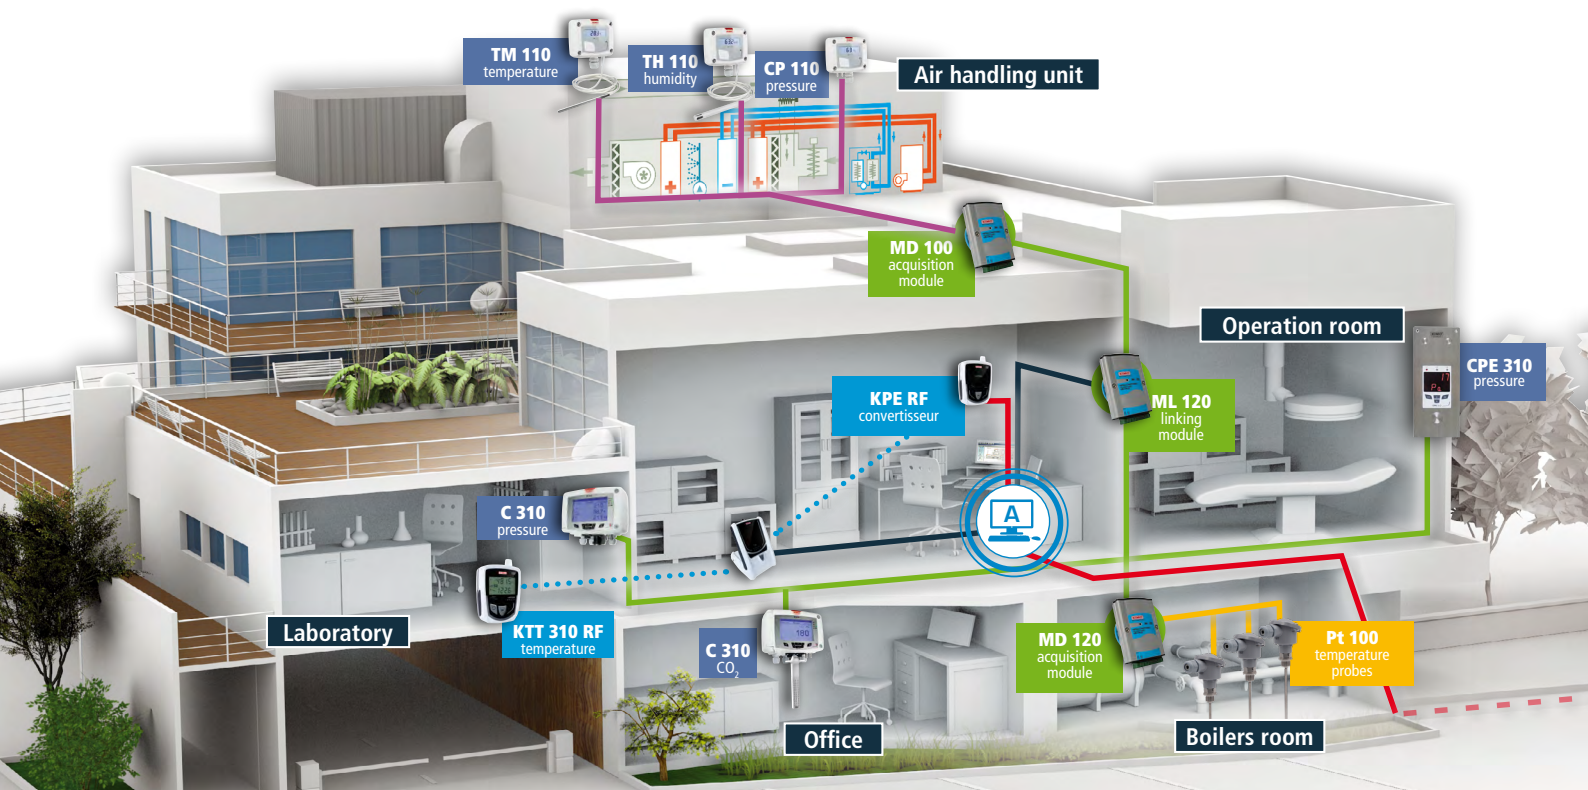 TM 110
temperature
TH 110
humidity
CP 110
pressure
Air handling unit
MD 100
acquisition
module
Operation room
CPE 310
pressure
KPE RF
convertisseur
ML 120
linking
module
C 310
pressure
A
Laboratory
KTT 310 RF
temperature
C 310
CO₂
MD 120
acquisition
module
Pt 100
temperature
probes
Office
Boilers room